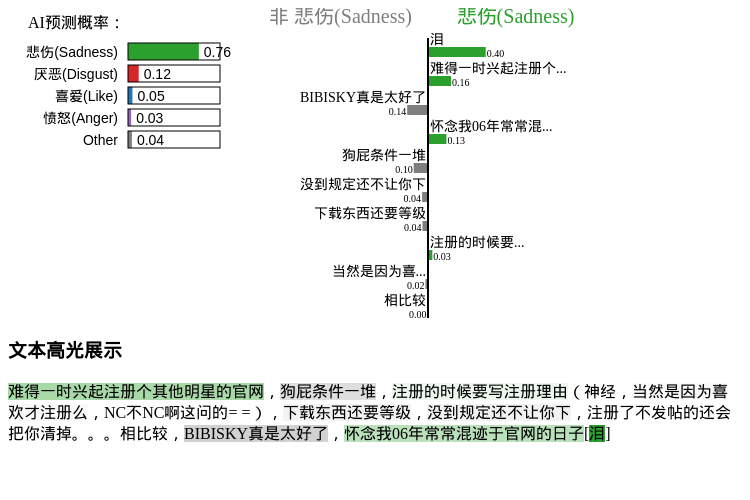 AI预测概率：
悲伤(Sadness) 0.76
厌恶(Disgust) 0.12
喜爱(Like) 0.05
愤怒(Anger) 0.03
Other 0.04
非 悲伤(Sadness) 悲伤(Sadness)
泪
0.40
难得一时兴起注册个...
0.16
BIBISKY真是太好了
0.14
怀念我06年常常混...
0.13
狗屁条件一堆
0.10
没到规定还不让你下
0.04
下载东西还要等级
0.04
注册的时候要...
0.03
当然是因为喜...
0.02
相比较
0.00
文本高光展示
难得一时兴起注册个其他明星的官网，狗屁条件一堆，注册的时候要写注册理由（神经，当然是因为喜
欢才注册么，NC不NC啊这问的= =），下载东西还要等级，没到规定还不让你下，注册了不发帖的还会
把你清掉。。。相比较，BIBISKY真是太好了，怀念我06年常常混迹于官网的日子[泪]